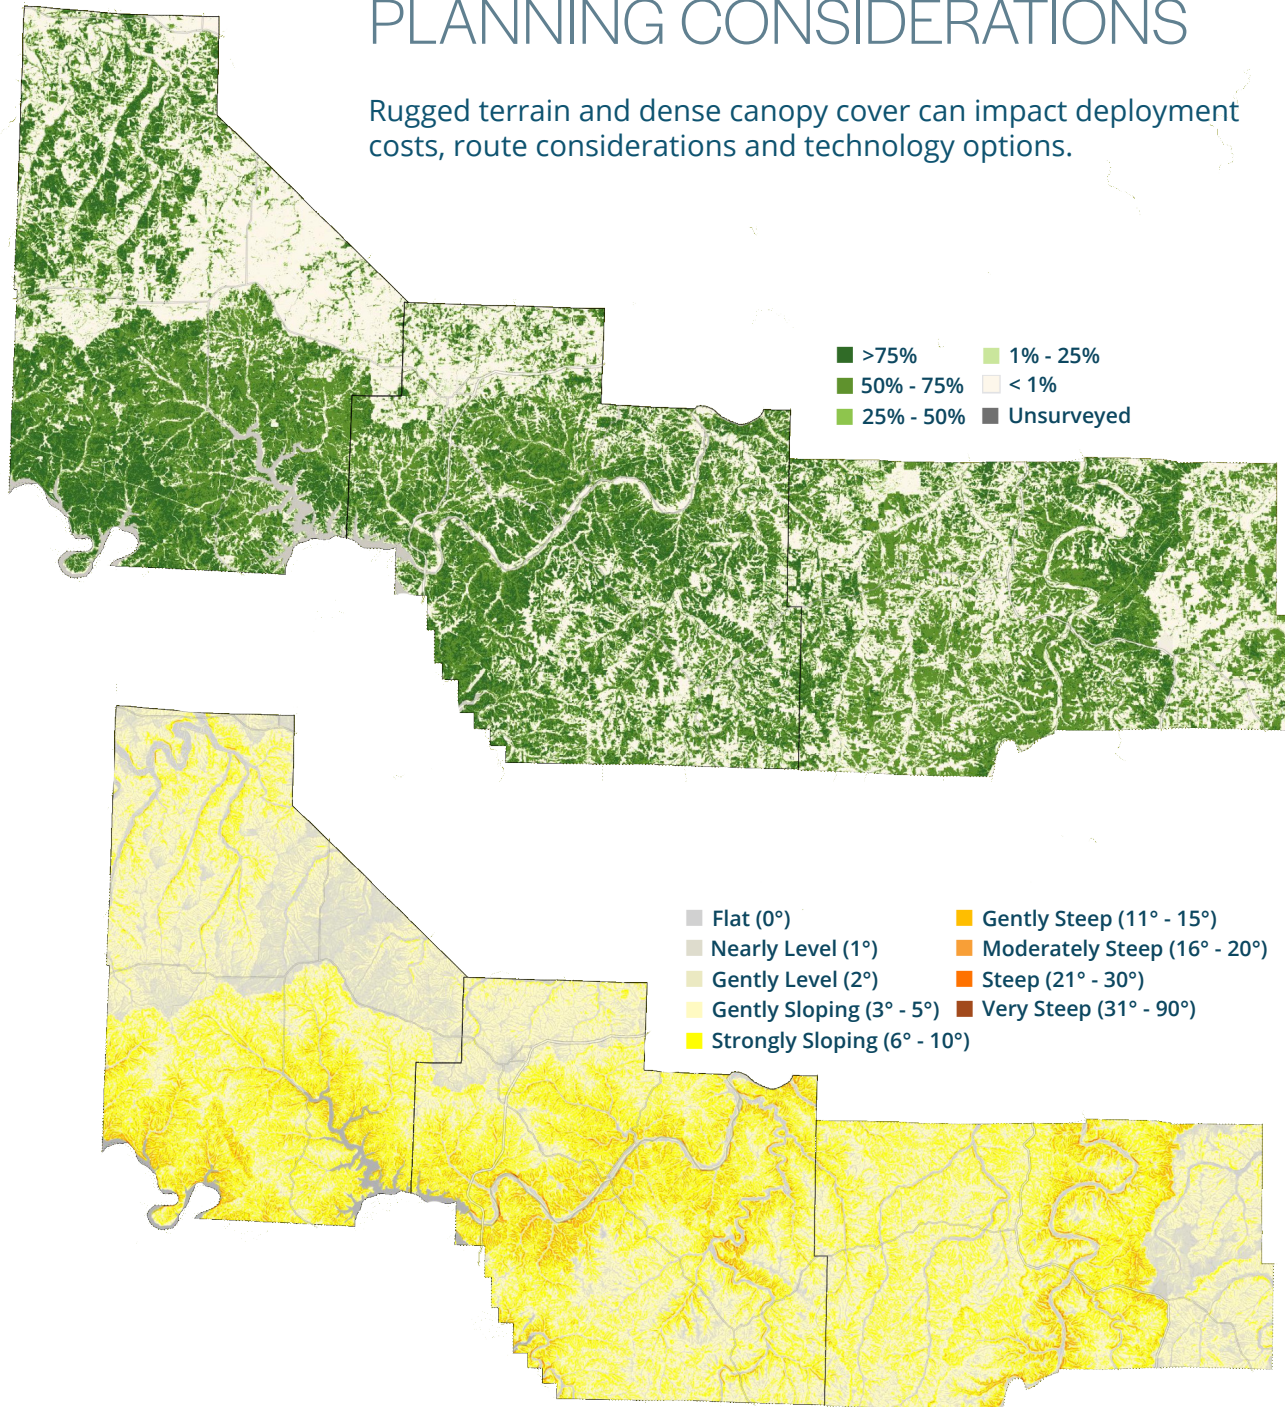 PLANNING CONSIDERATIONS
Rugged terrain and dense canopy cover can impact deployment
costs, route considerations and technology options.
>75%
50% - 75%
25% - 50%
1% - 25%
< 1%
Unsurveyed
Flat (0°)
Nearly Level (1°)
Gently Level (2°)
Gently Sloping (3° - 5°)
Strongly Sloping (6° - 10°)
Gently Steep (11° - 15°)
Moderately Steep (16° - 20°)
Steep (21° - 30°)
Very Steep (31° - 90°)